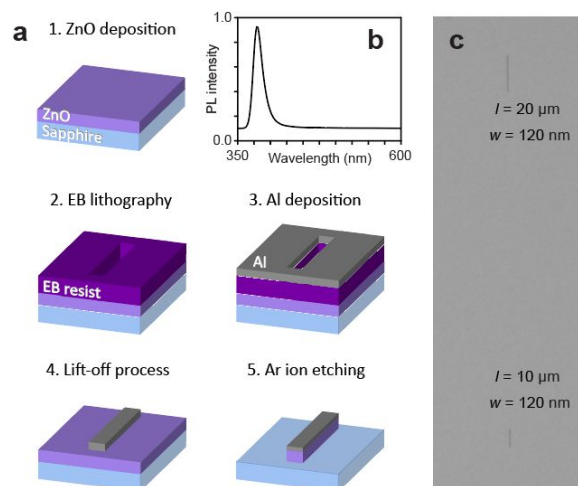 a
1. ZnO deposition
ZnO
Sapphire
b
1.0
PL intensity
0.0
350
Wavelength (nm)
600
c
l = 20 μm
w = 120 nm
2. EB lithography
EB resist
3. Al deposition
Al
4. Lift-off process
5. Ar ion etching
l = 10 μm
w = 120 nm